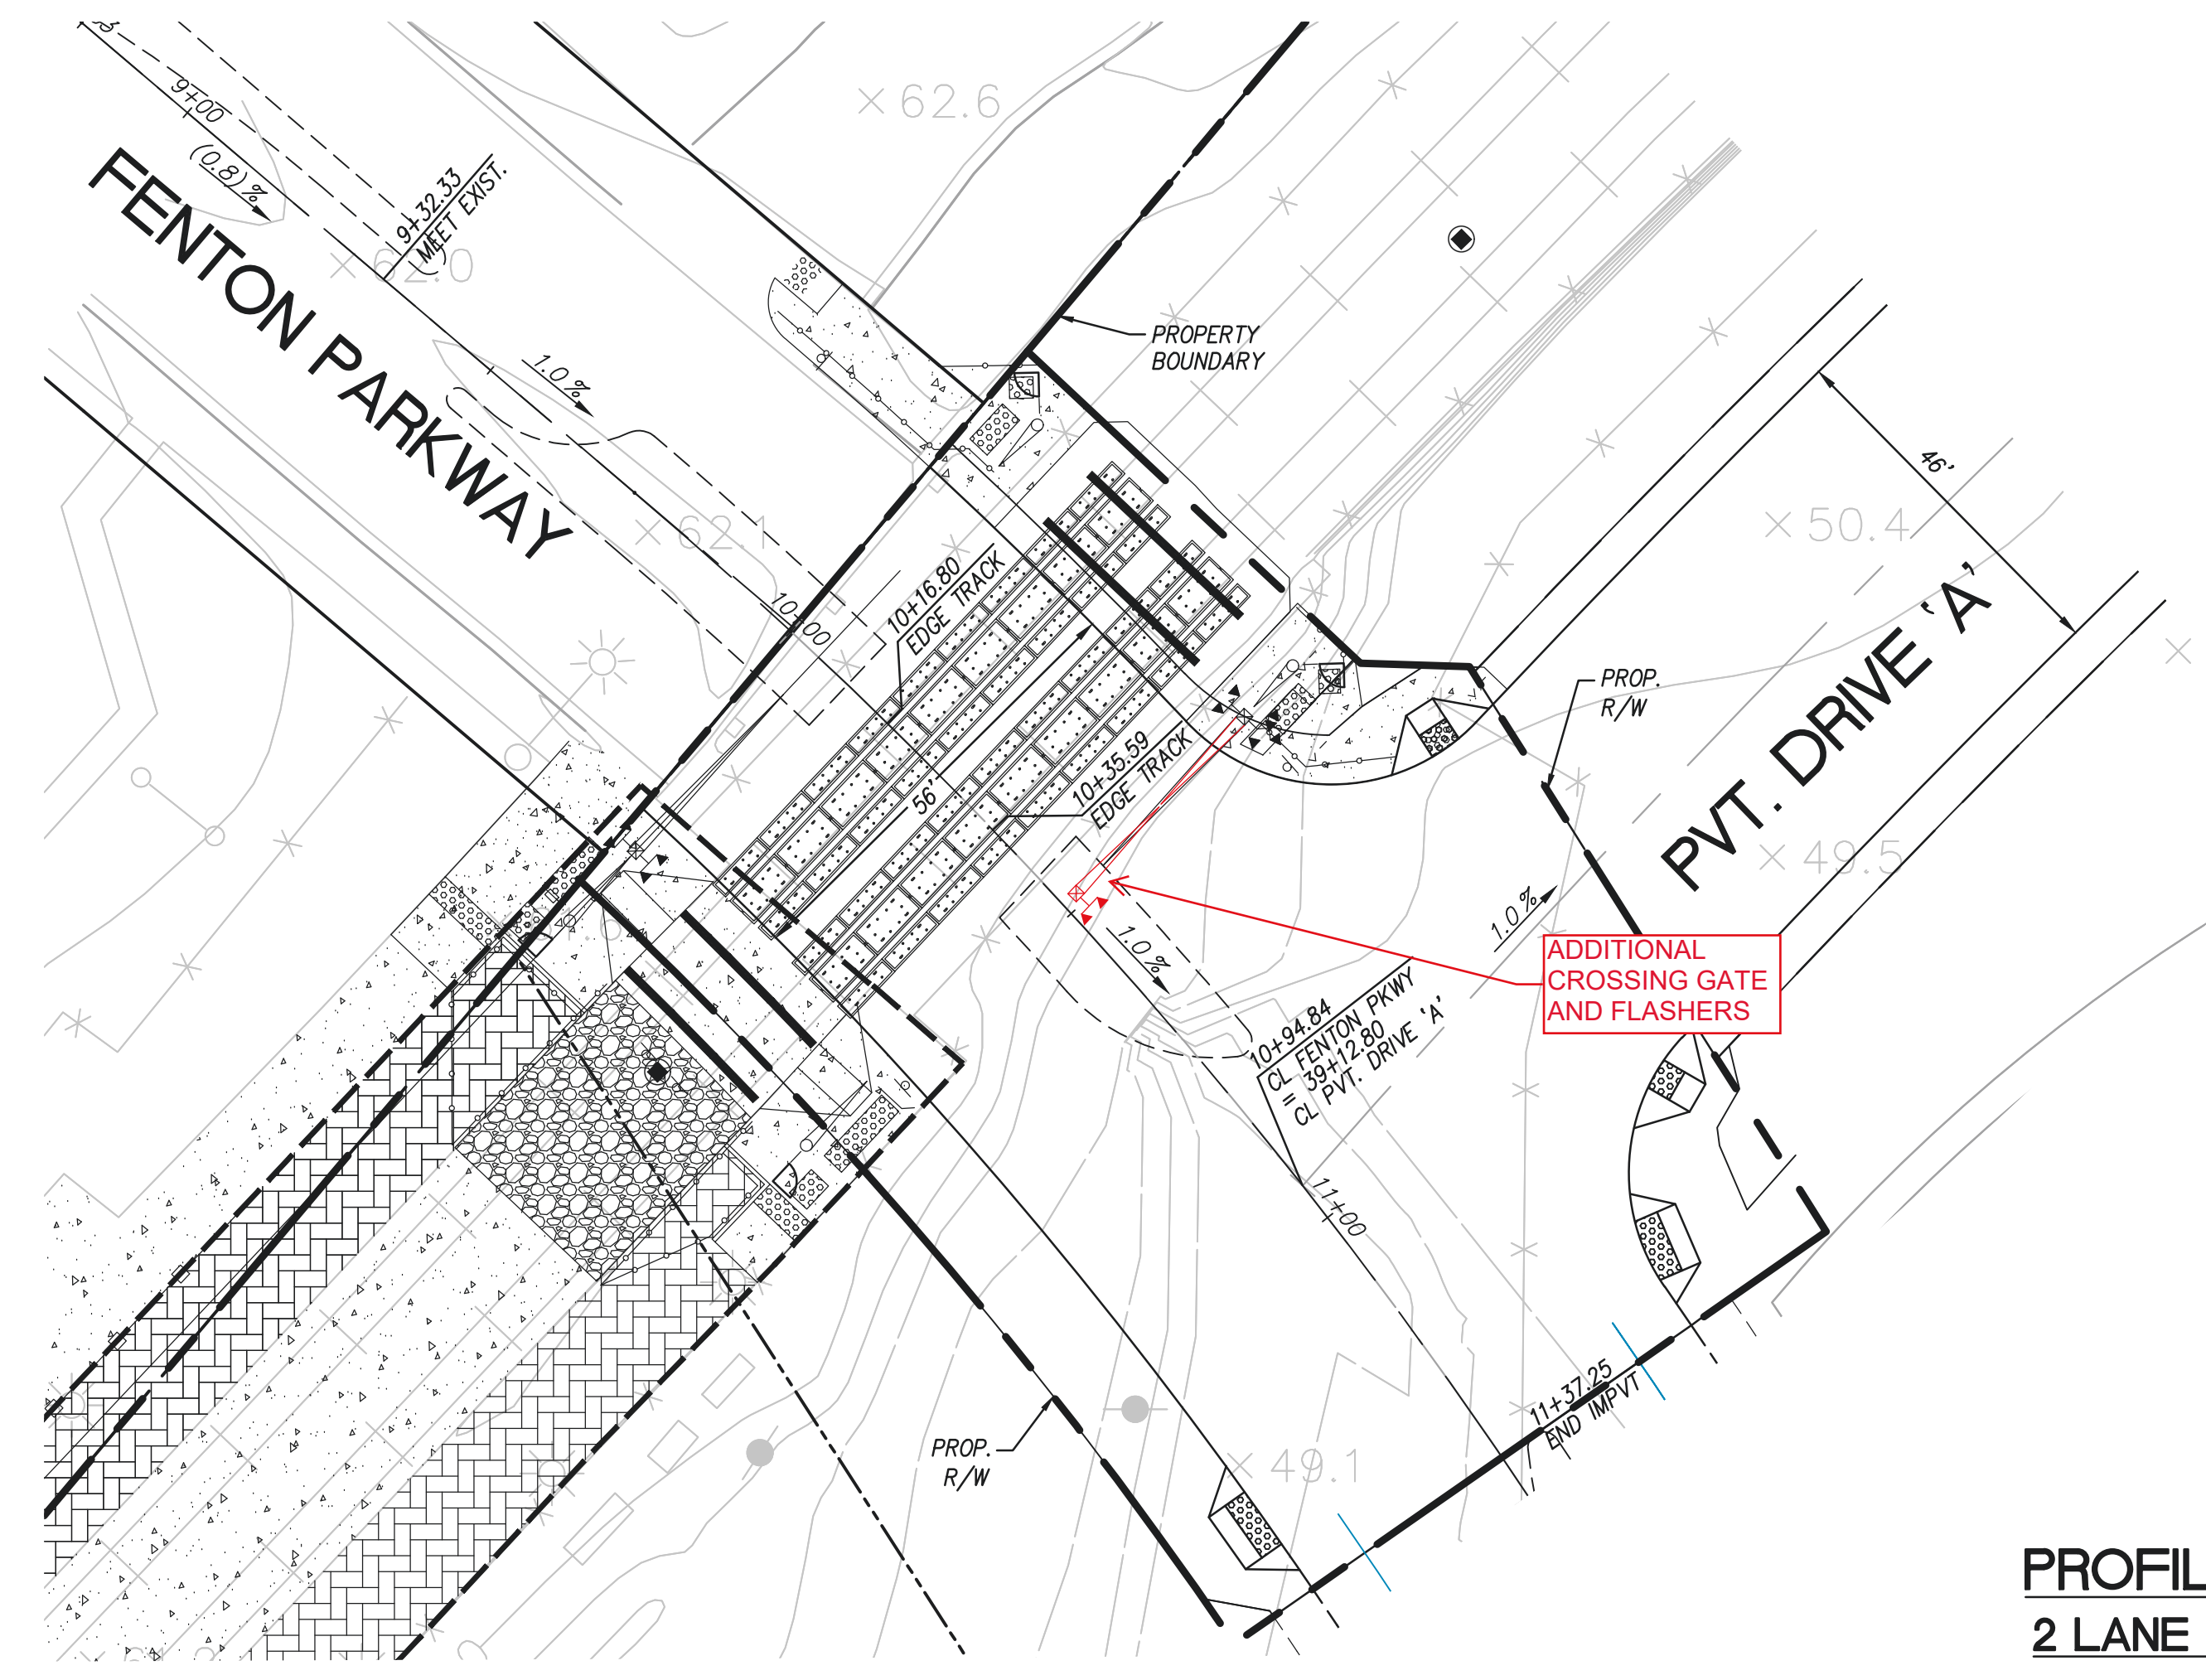 9+00
(0.8)%
FENTON PARKWAY
9+32.33
MEET EXIST.
62.6
62.0
1.0%
62.1
10+00
PROPERTY
BOUNDARY
10+16.80
EDGE TRACK
56'
10+35.59
EDGE TRACK
46'
50.4
PVT. DRIVE 'A'
49.5
PROP.
R/W
1.0%
1.0%
ADDITIONAL
CROSSING GATE
AND FLASHERS
10+94.84
CL FENTON PKWY
= 39+12.80
CL PVT. DRIVE 'A'
11+00
11+37.25
END IMPVT
PROP.
R/W
49.1
PROFIL
2 LANE